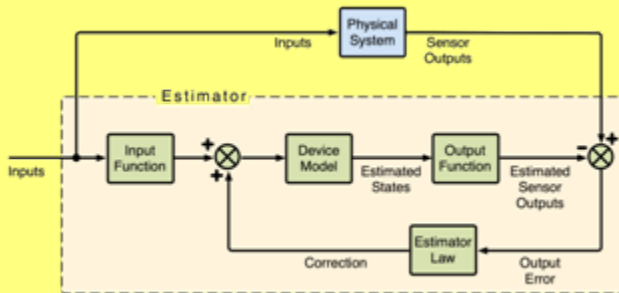 Physical
System
Inputs
Sensor
Outputs
Estimator
+
Input
Function
+
+
Device
Model
Output
Function
-
Inputs
Estimated
States
Estimated
Sensor
Outputs
Estimator
Law
Correction
Output
Error